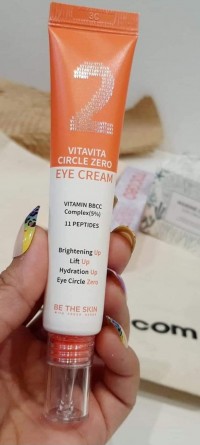 2
VITAVITA
CIRCLE ZERO
EYE CREAM
VITAMIN BBCC
Complex(5%)
11 PEPTIDES
Brightening Up
Lift Up
Hydration Up
Eye Circle Zero
BE THE SKIN
com